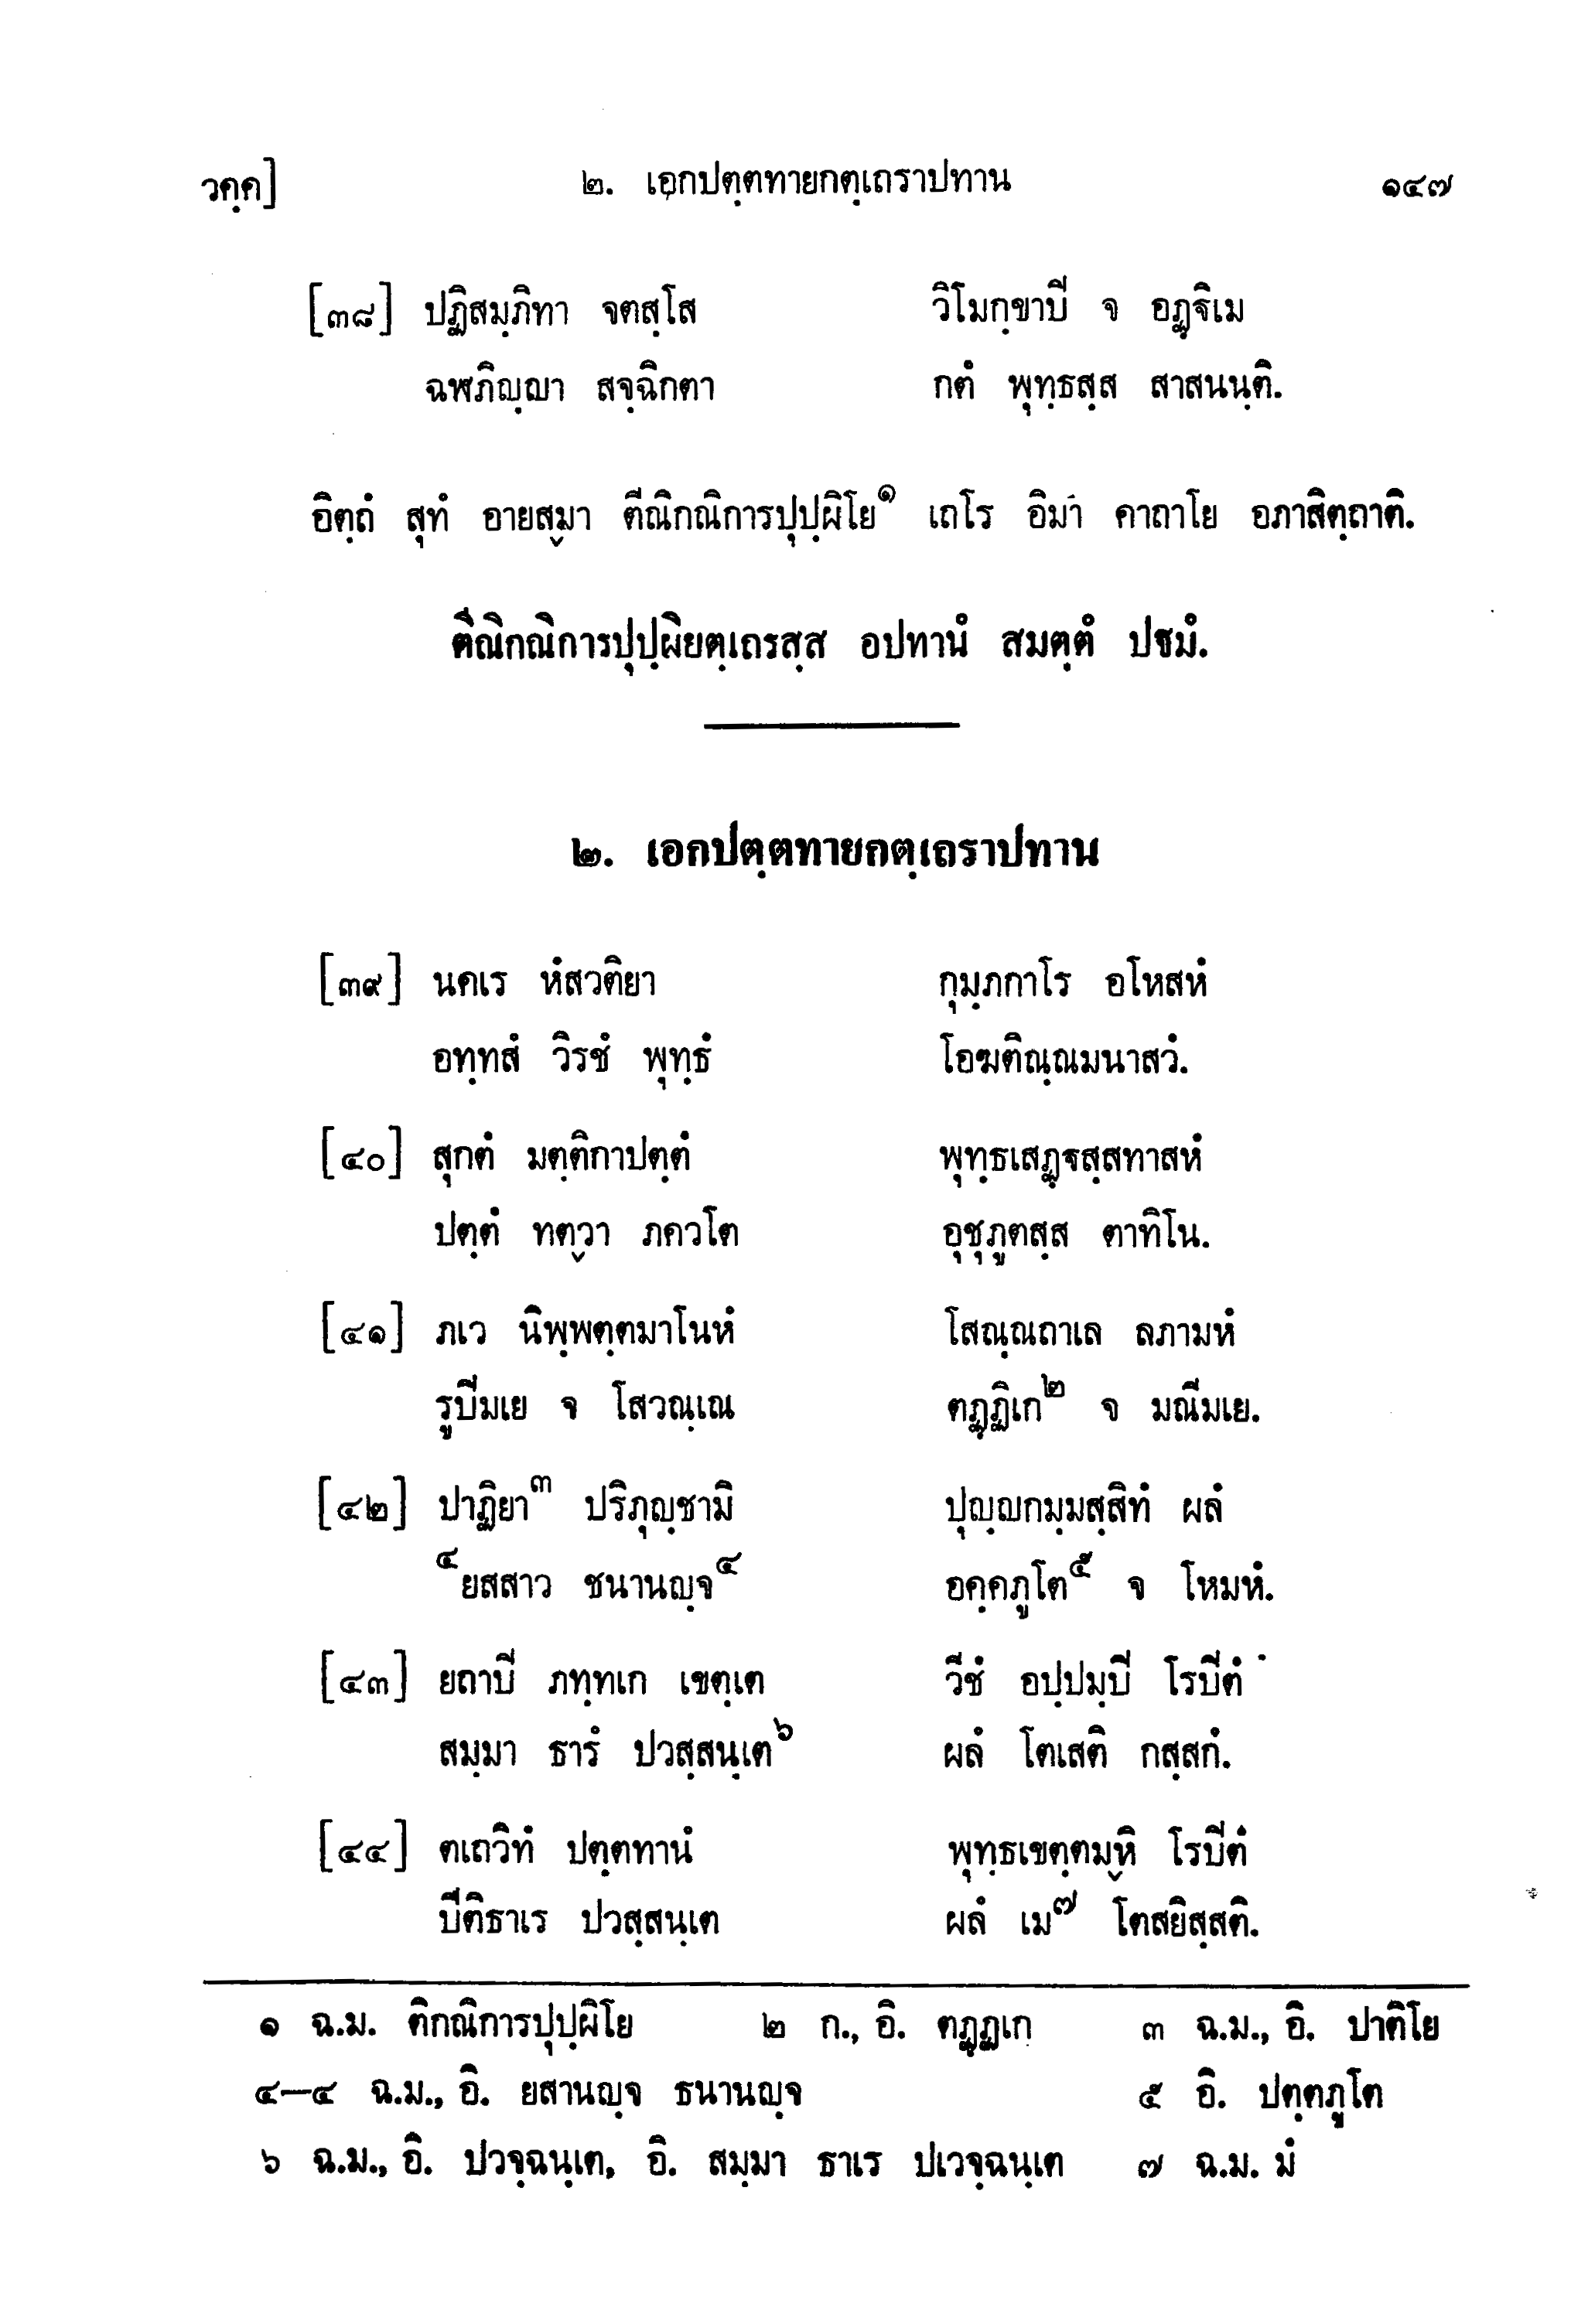 วคฺค] ๒. เอกปตฺตทายกตฺเถราปทาน ๑๔๗
[๓๘] ปฏิสมฺภิทา จตสฺโส วิโมกฺขาปิ จ อฏฺฐิเม
ฉฬภิญฺญา สจฺฉิกตา กตํ พุทฺธสฺส สาสนนฺติ.
อิตฺถํ สุทํ อายสฺมา ตีณิกณิการปุปฺผิโย๑ เถโร อิมา คาถาโย อภาสิตฺถาติ.
ตีณิกณิการปุปฺผิยตฺเถรสฺส อปทานํ สมตฺตํ ปฐมํ.
๒. เอกปตฺตทายกตฺเถราปทาน
[๓๙] นคเร หํสวติยา กุมฺภกาโร อโหสหํ
อทฺทสํ วิรชํ พุทฺธํ โอฆติณฺณมนาสวํ.
[๔๐] สุกตํ มตฺติกาปตฺตํ พุทฺธเสฏฺฐสฺสทาสหํ
ปตฺตํ ทตฺวา ภควโต อุชุภูตสฺส ตาทิโน.
[๔๑] ภเว นิพฺพตฺตมาโนหํ โสณฺณถาเล ลภามหํ
รูปีมเย จ โสวณฺเณ ตฏฺฏิเก๒ จ มณีมเย.
[๔๒] ปาฏิยา๓ ปริภุญฺชามิ ปุญฺญกมฺมสฺสิทํ ผลํ
๔ยสสาว ชนานญฺจ๔ อคฺคภูโต๕ จ โหมหํ.
[๔๓] ยถาปี ภทฺทเก เขตฺเต วีชํ อปฺปมฺปี โรปีตํ
สมฺมา ธารํ ปวสฺสนฺเต๖ ผลํ โตเสติ กสฺสกํ.
[๔๔] ตเถวิทํ ปตฺตทานํ พุทฺธเขตฺตมฺหิ โรปีตํ
ปีติธาเร ปวสฺสนฺเต ผลํ เม๗ โตสยิสฺสติ.
๑ ฉ.ม. ติกณิการปุปฺผิโย ๒ ก., อิ. ตฏฺฏเก ๓ ฉ.ม., อิ. ปาติโย
๔—๔ ฉ.ม., อิ. ยสานญฺจ ธนานญฺจ ๕ อิ. ปตฺตภูโต
๖ ฉ.ม., อิ. ปวจฺฉนฺเต, อิ. สมฺมา ธาเร ปเวจฺฉนฺเต ๗ ฉ.ม. มํ